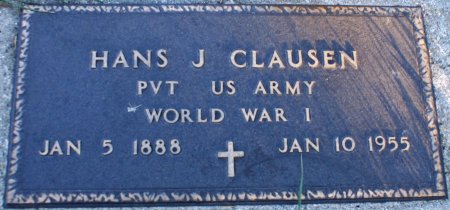 HANS J CLAUSEN
PVT US ARMY
WORLD WAR I
JAN 5 1888 JAN 10 1955